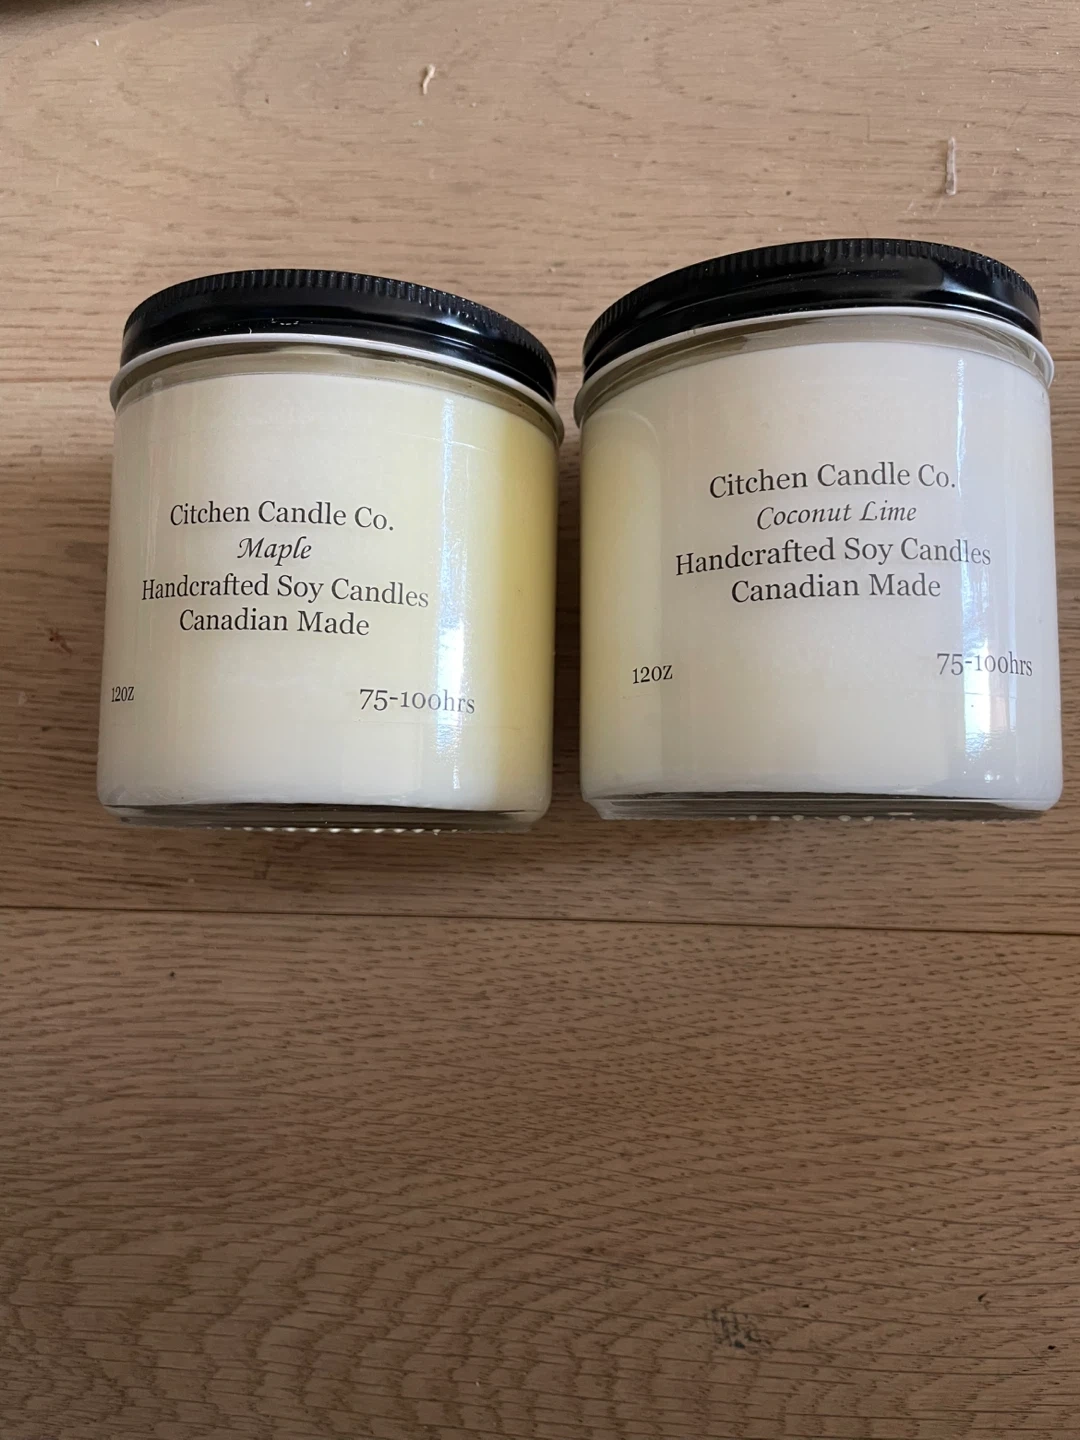 Citchen Candle Co.
Maple
Handcrafted Soy Candles
Canadian Made
12OZ
75-100hrs
Citchen Candle Co.
Coconut Lime
Handcrafted Soy Candles
Canadian Made
12OZ
75-100hrs